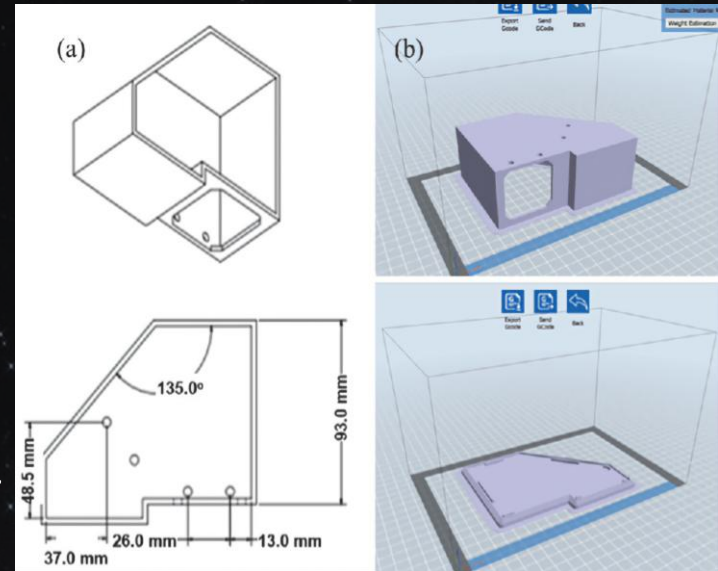 (a)
135.0º
93.0 mm
48.5 mm
26.0 mm
13.0 mm
37.0 mm
(b)
Export
Gcode
Send
GCode
Back
Weight Estimation
Export
Gcode
Send
GCode
Back